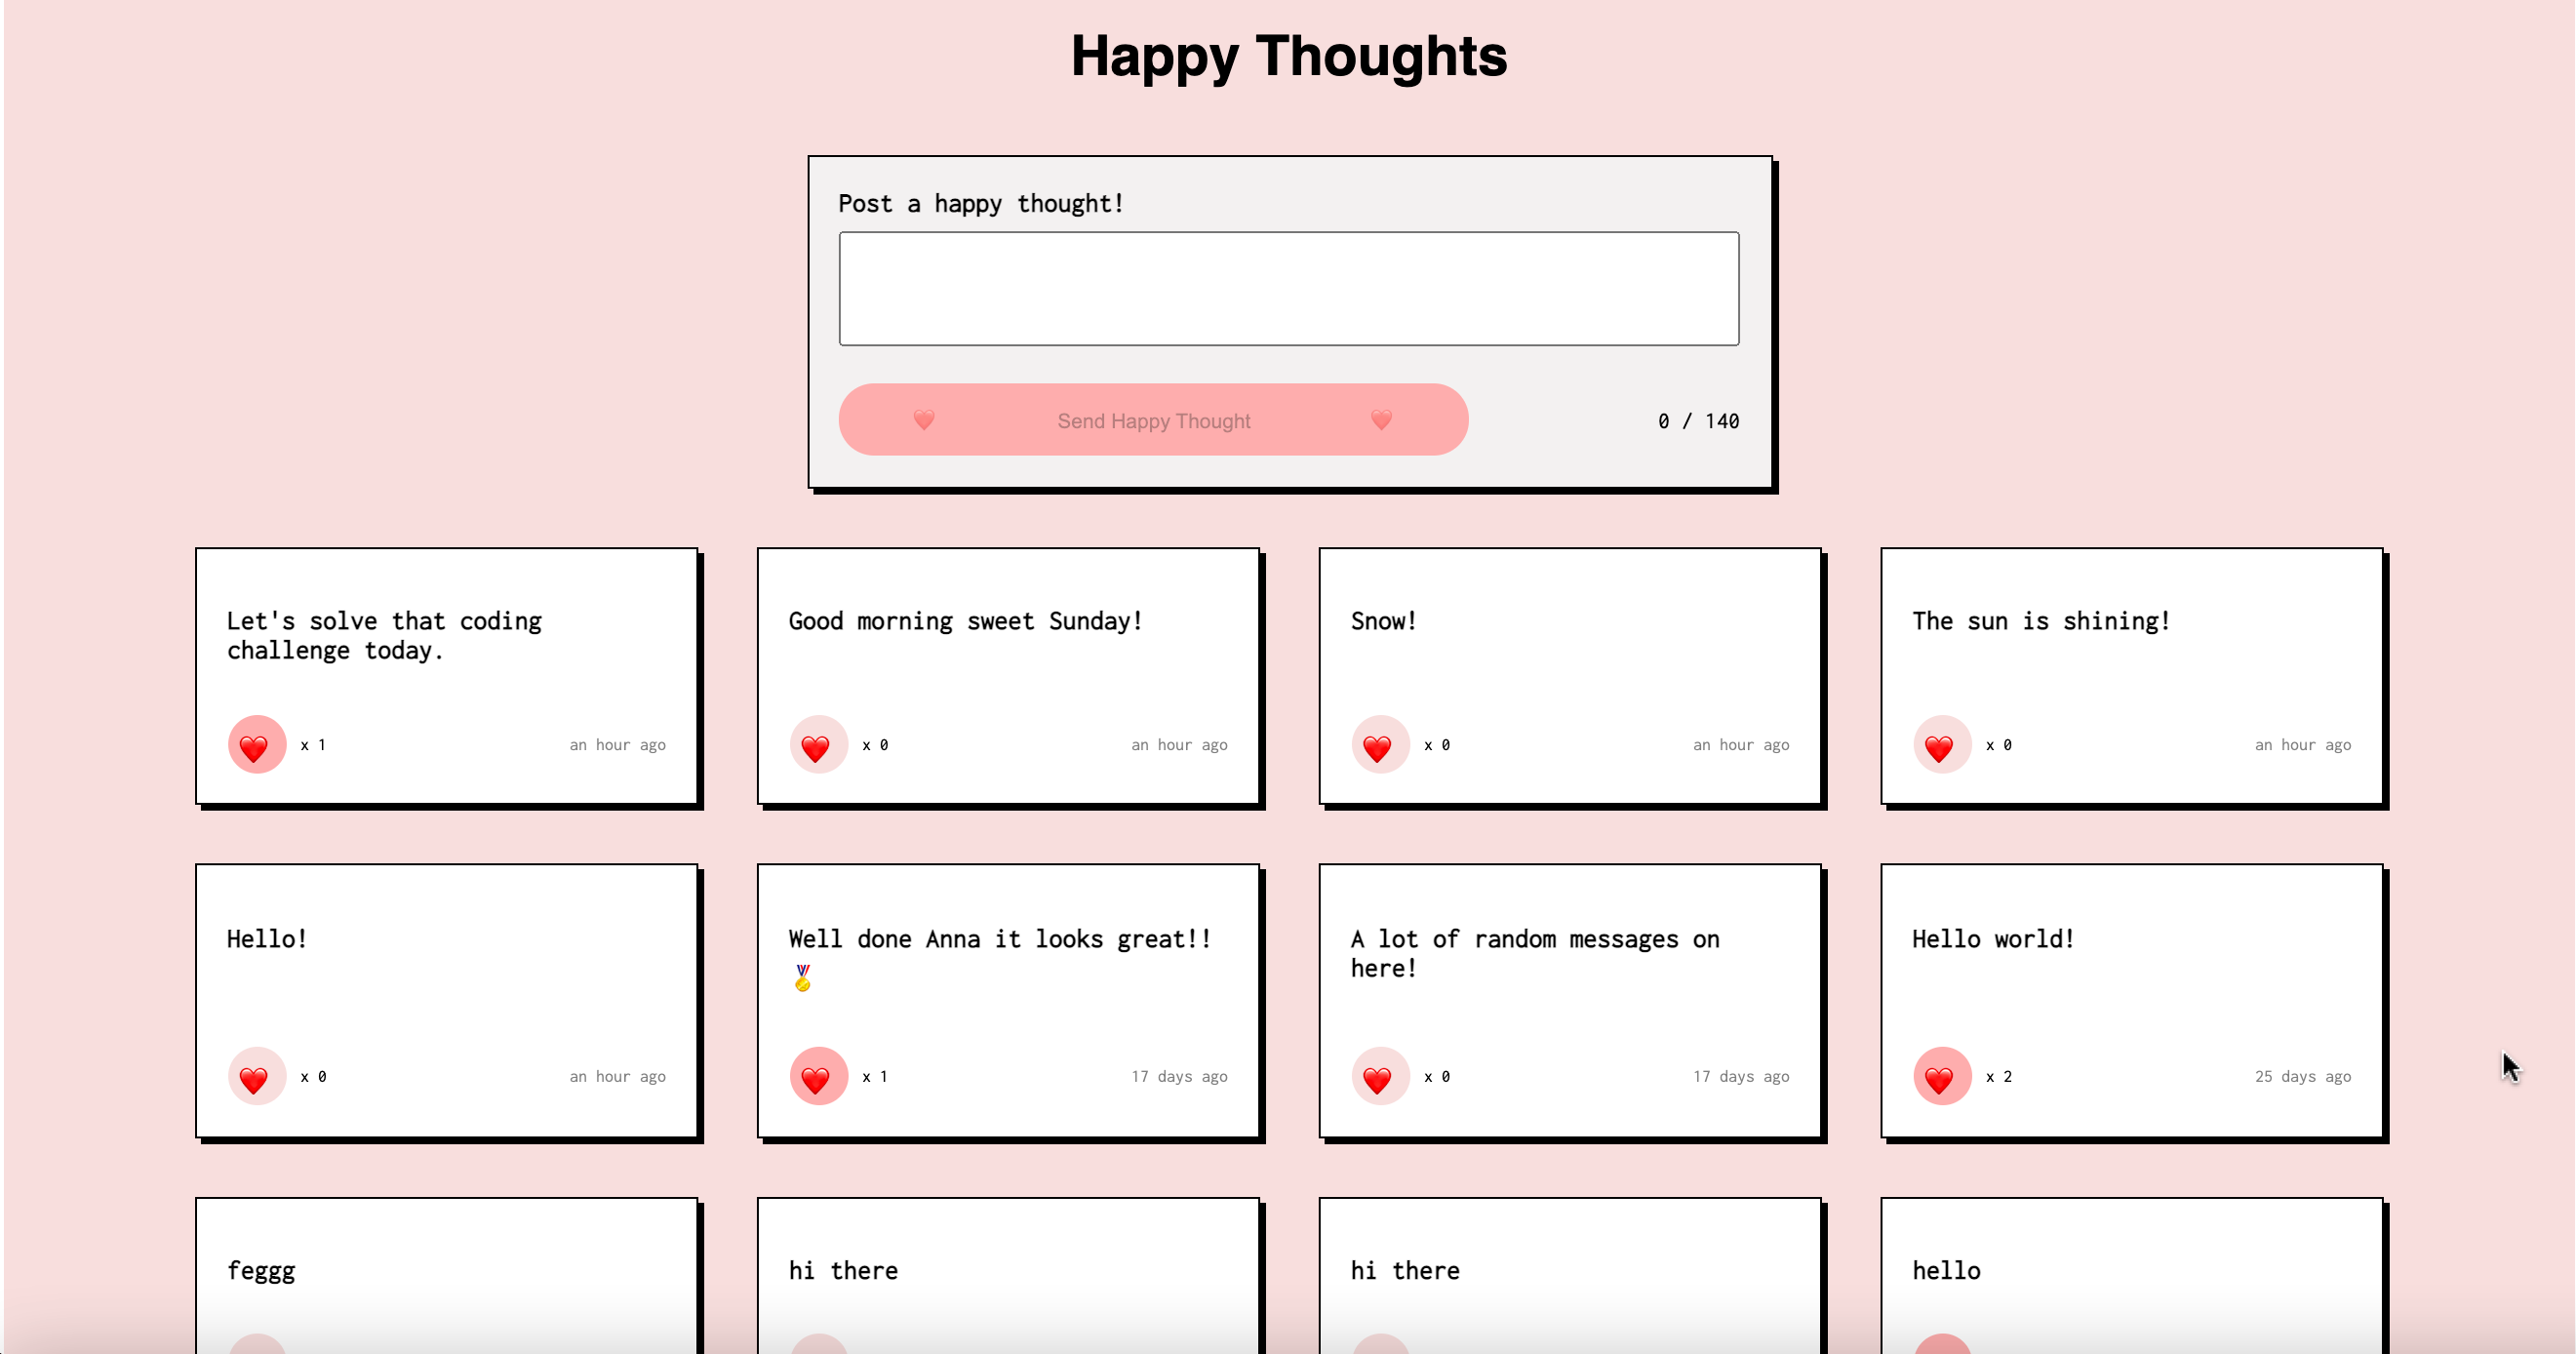 Happy Thoughts
Post a happy thought!
❤️ Send Happy Thought ❤️ 0 / 140
Let's solve that coding
challenge today.
❤️ x 1 an hour ago
Good morning sweet Sunday!
❤️ x 0 an hour ago
Snow!
❤️ x 0 an hour ago
The sun is shining!
❤️ x 0 an hour ago
Hello!
❤️ x 0 an hour ago
Well done Anna it looks great!!
🏅
❤️ x 1 17 days ago
A lot of random messages on
here!
❤️ x 0 17 days ago
Hello world!
❤️ x 2 25 days ago
feggg
hi there
hi there
hello